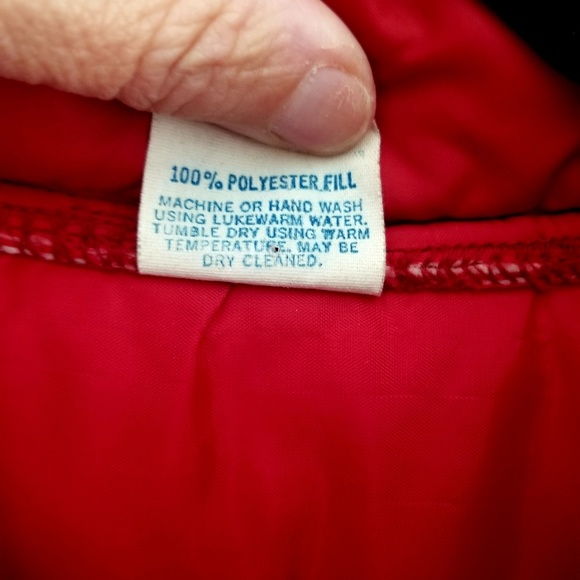 100% POLYESTER FILL
MACHINE OR HAND WASH
USING LUKEWARM WATER.
TUMBLE DRY USING WARM
TEMPERATURE. MAY BE
DRY CLEANED.